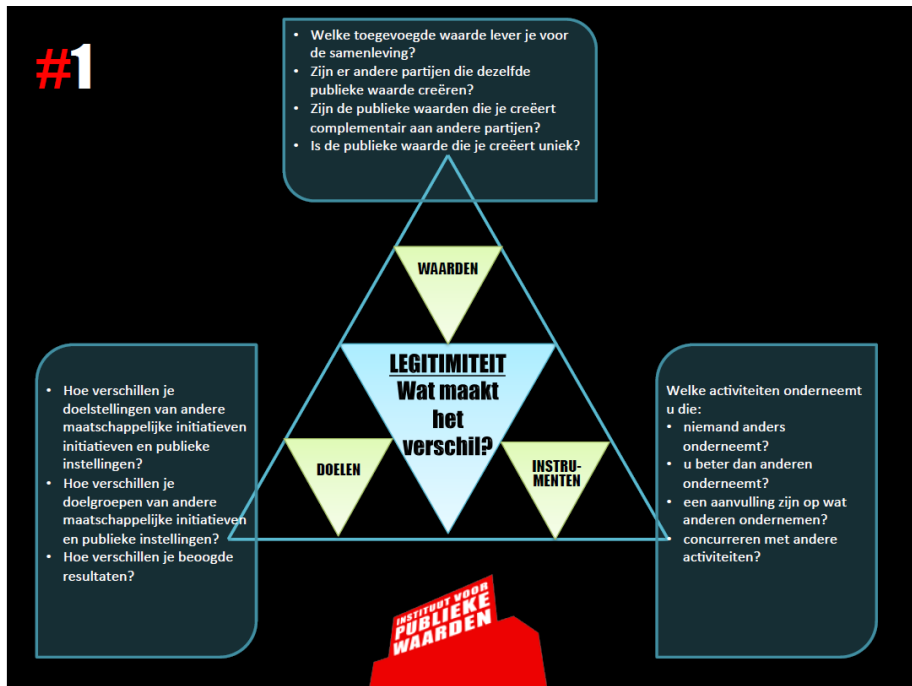 #1
• Welke toegevoegde waarde lever je voor
de samenleving?
• Zijn er andere partijen die dezelfde
publieke waarde creëren?
• Zijn de publieke waarden die je creëert
complementair aan andere partijen?
• Is de publieke waarde die je creëert uniek?
WAARDEN
LEGITIMITEIT
Wat maakt
het
verschil?
DOELEN
INSTRU-
MENTEN
• Hoe verschillen je
doelstellingen van andere
maatschappelijke initiatieven
initiatieven en publieke
instellingen?
• Hoe verschillen je
doelgroepen van andere
maatschappelijke initiatieven
en publieke instellingen?
• Hoe verschillen je beoogde
resultaten?
Welke activiteiten onderneemt
u die:
• niemand anders
onderneemt?
• u beter dan anderen
onderneemt?
• een aanvulling zijn op wat
anderen ondernemen?
• concurreren met andere
activiteiten?
INSTITUUT VOOR
PUBLIEKE
WAARDEN